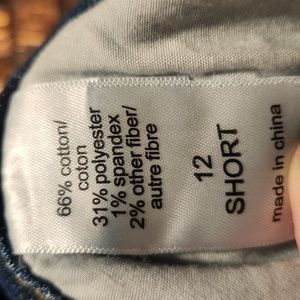 66% cotton/
coton
31% polyester
1% spandex
2% other fiber/
autre fibre
12
SHORT
made in china